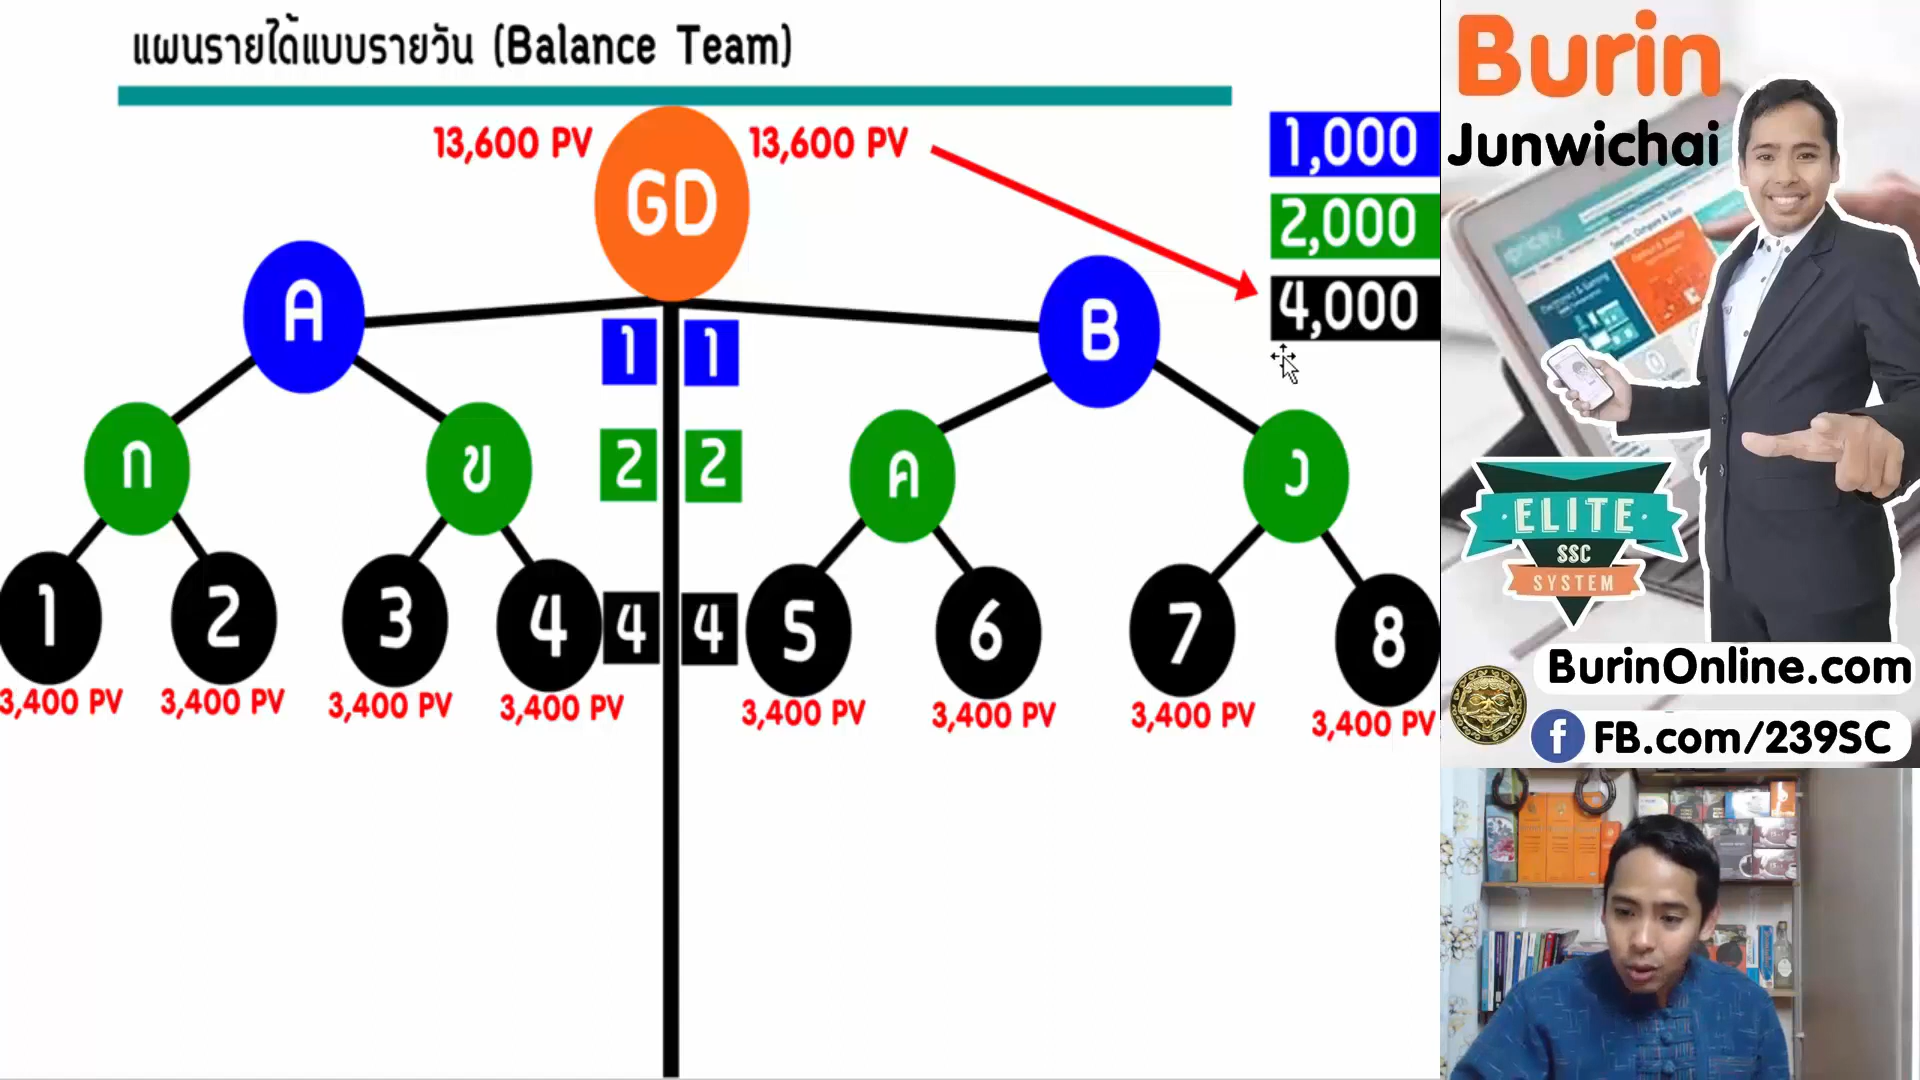 แผนรายได้แบบรายวัน (Balance Team)
13,600 PV
GD
13,600 PV
1,000
2,000
4,000
A
B
1
1
ก
ข
2
2
ค
ง
1
2
3
4
4
4
5
6
7
8
3,400 PV
3,400 PV
3,400 PV
3,400 PV
3,400 PV
3,400 PV
3,400 PV
3,400 PV
Burin
Junwichai
ELITE
SSC
SYSTEM
BurinOnline.com
f FB.com/239SC